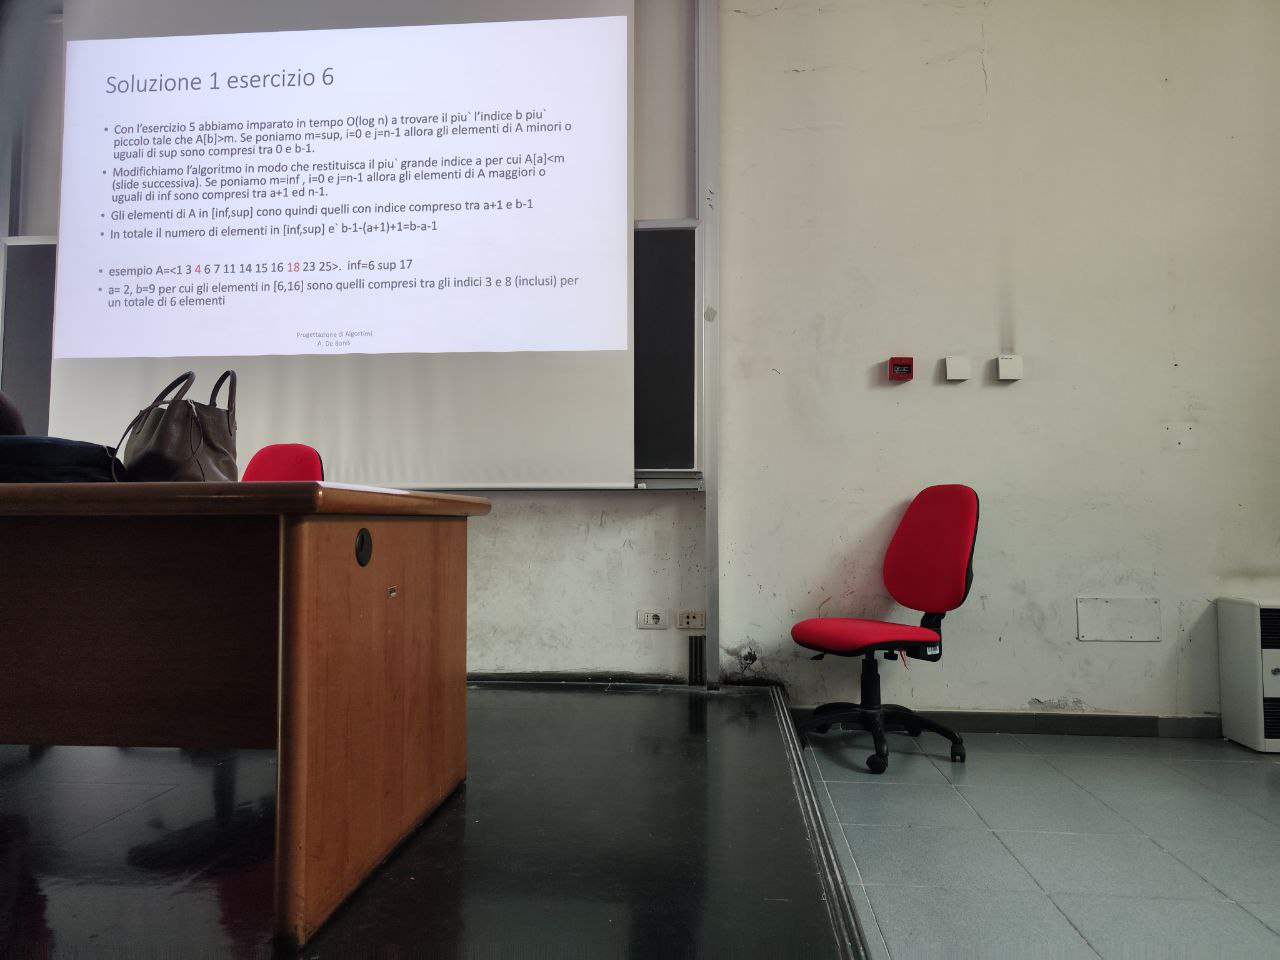 Soluzione 1 esercizio 6
• Con l'esercizio 5 abbiamo imparato in tempo O(log n) a trovare il piu` l'indice b piu`
piccolo tale che A[b]>m. Se poniamo m=sup, i=0 e j=n-1 allora gli elementi di A minori o
uguali di sup sono compresi tra 0 e b-1.
• Modifichiamo l'algoritmo in modo che restituisca il piu` grande indice a per cui A[a]<m
(slide successiva). Se poniamo m=inf , i=0 e j=n-1 allora gli elementi di A maggiori o
uguali di inf sono compresi tra a+1 ed n-1.
• Gli elementi di A in [inf,sup] cono quindi quelli con indice compreso tra a+1 e b-1
• In totale il numero di elementi in [inf,sup] e` b-1-(a+1)+1=b-a-1
• esempio A=<1 3 4 6 7 11 14 15 16 18 23 25>. inf=6 sup 17
• a= 2, b=9 per cui gli elementi in [6,16] sono quelli compresi tra gli indici 3 e 8 (inclusi) per
un totale di 6 elementi
Progettazione di Algortimi
A. De Bonis